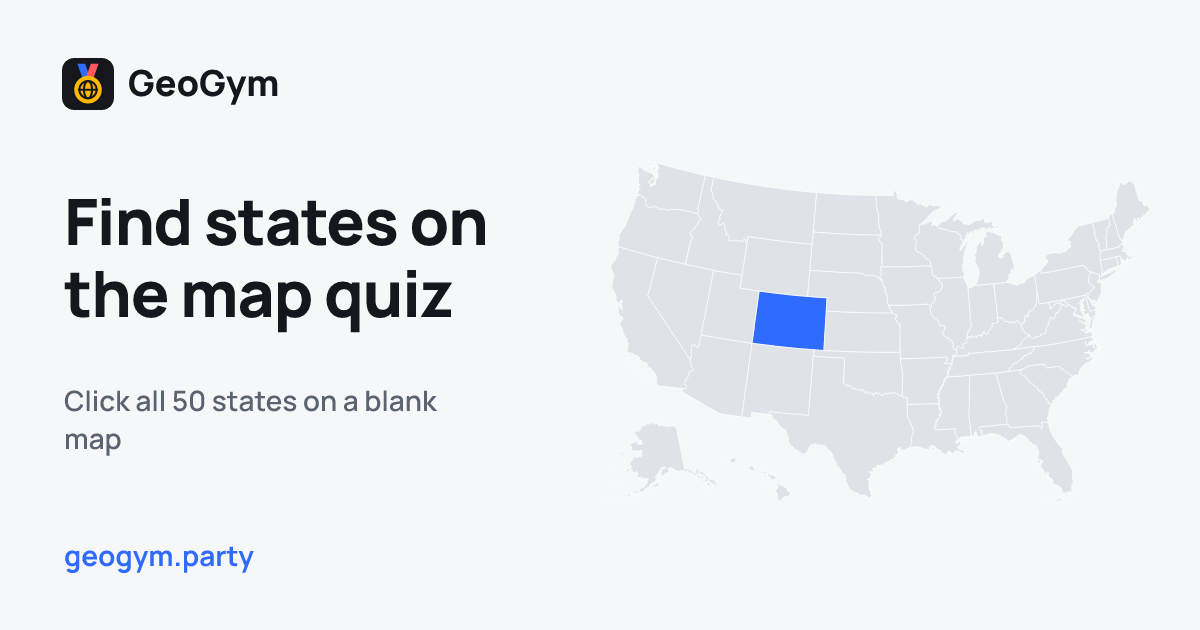 GeoGym
Find states on
the map quiz
Click all 50 states on a blank
map
geogym.party